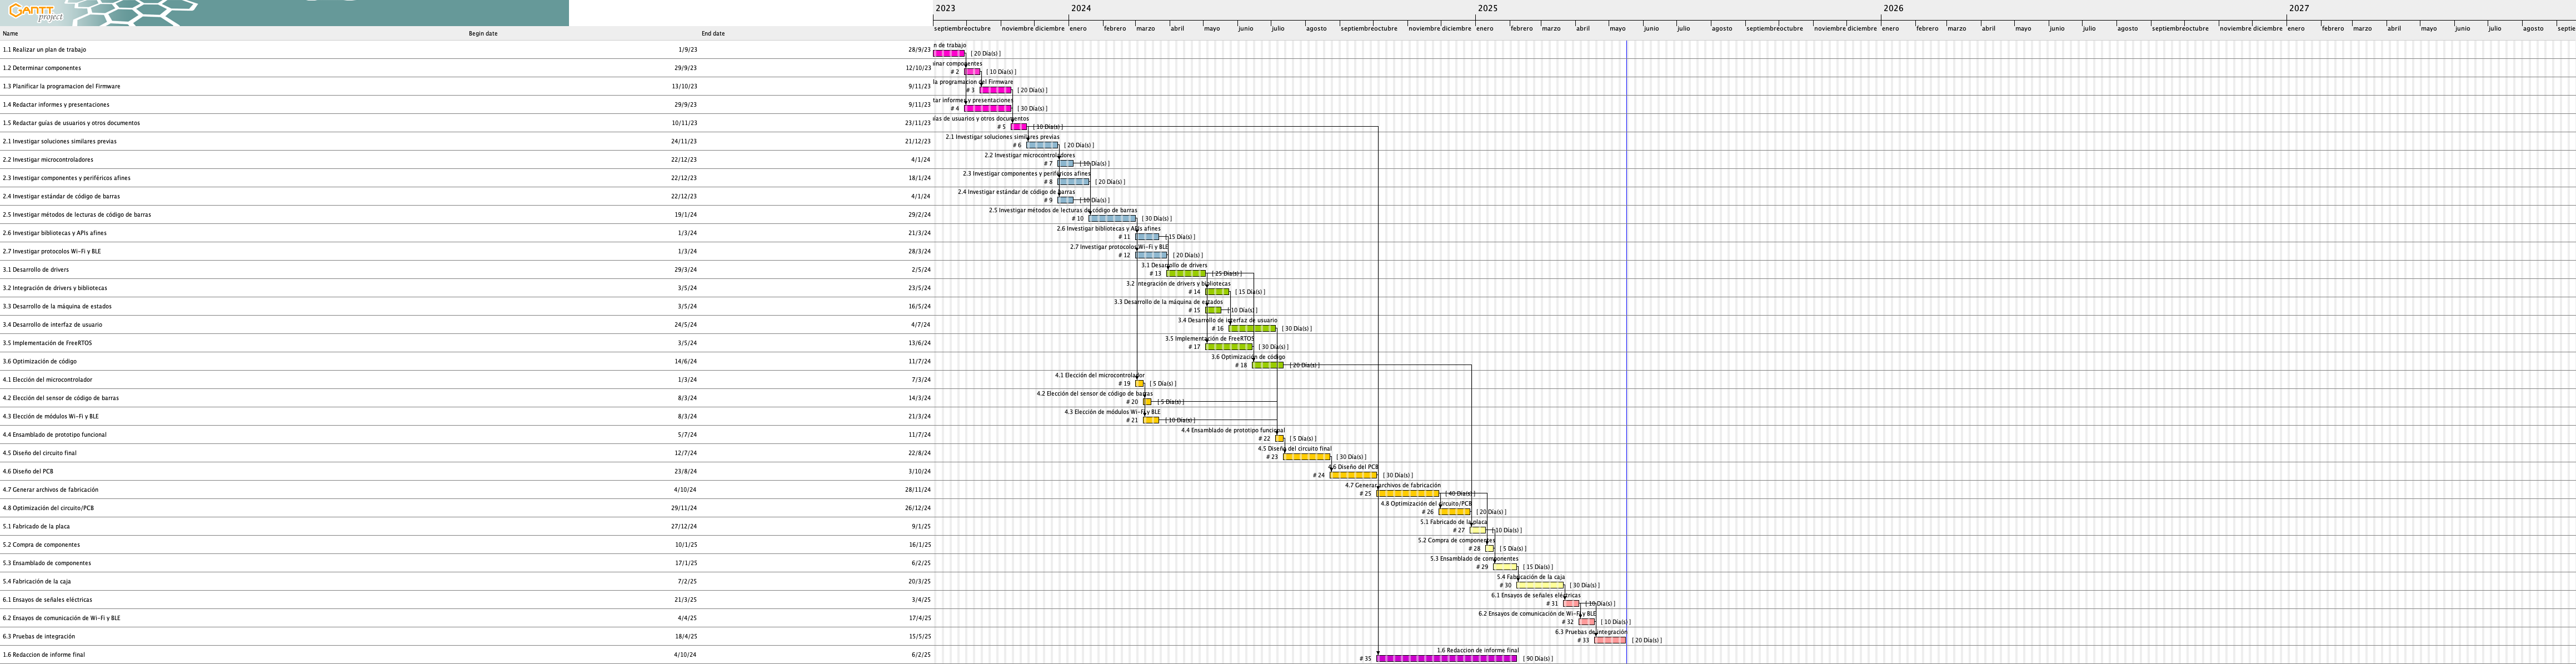 GANTT project
2023 2024 2025 2026 2027
septiembre octubre noviembre diciembre enero febrero marzo abril mayo junio julio agosto septiembre octubre noviembre diciembre enero febrero marzo abril mayo junio julio agosto septiembre octubre noviembre diciembre enero febrero marzo abril mayo junio julio agosto septiembre octubre noviembre diciembre enero febrero marzo abril mayo junio julio agosto septie
Name Begin date End date
1.1 Realizar un plan de trabajo 1/9/23 28/9/23 n de trabajo [ 20 Día(s) ]
1.2 Determinar componentes 29/9/23 12/10/23 inar componentes # 2 [ 10 Día(s) ]
1.3 Planificar la programacion del Firmware 13/10/23 9/11/23 la programacion del Firmware # 3 [ 20 Día(s) ]
1.4 Redactar informes y presentaciones 29/9/23 9/11/23 tar informes y presentaciones # 4 [ 30 Día(s) ]
1.5 Redactar guías de usuarios y otros documentos 10/11/23 23/11/23 ías de usuarios y otros documentos # 5 [ 10 Día(s) ]
2.1 Investigar soluciones similares previas 24/11/23 21/12/23 2.1 Investigar soluciones similares previas # 6 [ 20 Día(s) ]
2.2 Investigar microcontroladores 22/12/23 4/1/24 2.2 Investigar microcontroladores # 7 [ 10 Día(s) ]
2.3 Investigar componentes y periféricos afines 22/12/23 18/1/24 2.3 Investigar componentes y periféricos afines # 8 [ 20 Día(s) ]
2.4 Investigar estándar de código de barras 22/12/23 4/1/24 2.4 Investigar estándar de código de barras # 9 [ 10 Día(s) ]
2.5 Investigar métodos de lecturas de código de barras 19/1/24 29/2/24 2.5 Investigar métodos de lecturas de código de barras # 10 [ 30 Día(s) ]
2.6 Investigar bibliotecas y APIs afines 1/3/24 21/3/24 2.6 Investigar bibliotecas y APIs afines # 11 [ 15 Día(s) ]
2.7 Investigar protocolos Wi-Fi y BLE 1/3/24 28/3/24 2.7 Investigar protocolos Wi-Fi y BLE # 12 [ 20 Día(s) ]
3.1 Desarrollo de drivers 29/3/24 2/5/24 3.1 Desarrollo de drivers # 13 [ 25 Día(s) ]
3.2 Integración de drivers y bibliotecas 3/5/24 23/5/24 3.2 Integración de drivers y bibliotecas # 14 [ 15 Día(s) ]
3.3 Desarrollo de la máquina de estados 3/5/24 16/5/24 3.3 Desarrollo de la máquina de estados # 15 [ 10 Día(s) ]
3.4 Desarrollo de interfaz de usuario 24/5/24 4/7/24 3.4 Desarrollo de interfaz de usuario # 16 [ 30 Día(s) ]
3.5 Implementación de FreeRTOS 3/5/24 13/6/24 3.5 Implementación de FreeRTOS # 17 [ 30 Día(s) ]
3.6 Optimización de código 14/6/24 11/7/24 3.6 Optimización de código # 18 [ 20 Día(s) ]
4.1 Elección del microcontrolador 1/3/24 7/3/24 4.1 Elección del microcontrolador # 19 [ 5 Día(s) ]
4.2 Elección del sensor de código de barras 8/3/24 14/3/24 4.2 Elección del sensor de código de barras # 20 [ 5 Día(s) ]
4.3 Elección de módulos Wi-Fi y BLE 8/3/24 21/3/24 4.3 Elección de módulos Wi-Fi y BLE # 21 [ 10 Día(s) ]
4.4 Ensamblado de prototipo funcional 5/7/24 11/7/24 4.4 Ensamblado de prototipo funcional # 22 [ 5 Día(s) ]
4.5 Diseño del circuito final 12/7/24 22/8/24 4.5 Diseño del circuito final # 23 [ 30 Día(s) ]
4.6 Diseño del PCB 23/8/24 3/10/24 4.6 Diseño del PCB # 24 [ 30 Día(s) ]
4.7 Generar archivos de fabricación 4/10/24 28/11/24 4.7 Generar archivos de fabricación # 25 [ 40 Día(s) ]
4.8 Optimización del circuito/PCB 29/11/24 26/12/24 4.8 Optimización del circuito/PCB # 26 [ 20 Día(s) ]
5.1 Fabricado de la placa 27/12/24 9/1/25 5.1 Fabricado de la placa # 27 [ 10 Día(s) ]
5.2 Compra de componentes 10/1/25 16/1/25 5.2 Compra de componentes # 28 [ 5 Día(s) ]
5.3 Ensamblado de componentes 17/1/25 6/2/25 5.3 Ensamblado de componentes # 29 [ 15 Día(s) ]
5.4 Fabricación de la caja 7/2/25 20/3/25 5.4 Fabricación de la caja # 30 [ 30 Día(s) ]
6.1 Ensayos de señales eléctricas 21/3/25 3/4/25 6.1 Ensayos de señales eléctricas # 31 [ 10 Día(s) ]
6.2 Ensayos de comunicación de Wi-Fi y BLE 4/4/25 17/4/25 6.2 Ensayos de comunicación de Wi-Fi y BLE # 32 [ 10 Día(s) ]
6.3 Pruebas de integración 18/4/25 15/5/25 6.3 Pruebas de integración # 33 [ 20 Día(s) ]
1.6 Redaccion de informe final 4/10/24 6/2/25 1.6 Redaccion de informe final # 35 [ 90 Día(s) ]